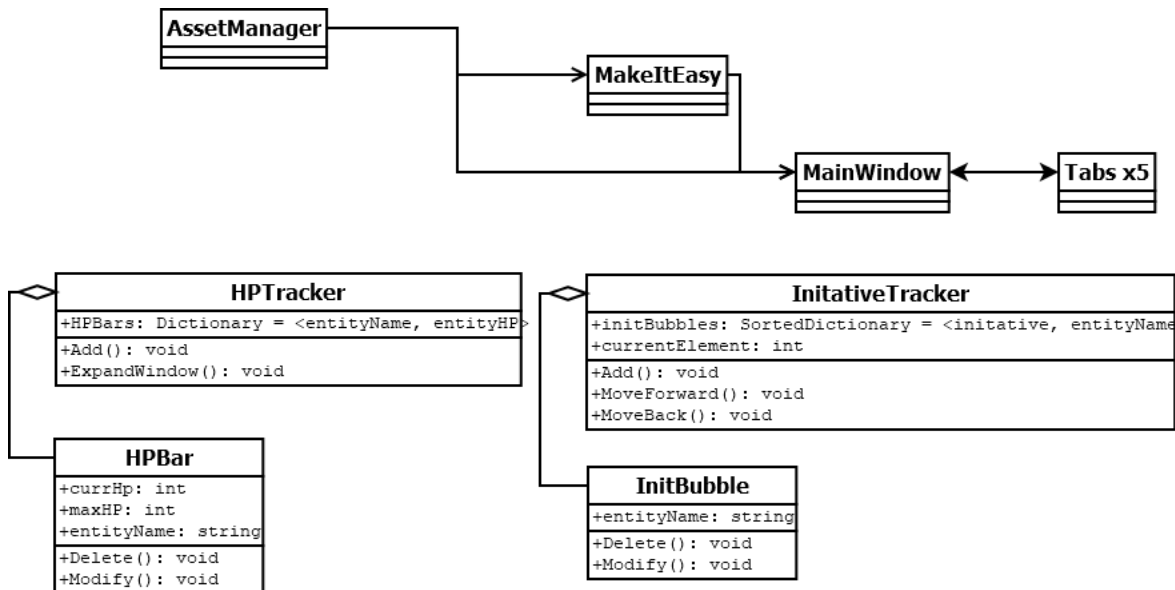 AssetManager
MakeItEasy
MainWindow
Tabs x5
HPTracker
+HPBars: Dictionary = <entityName, entityHP>
+Add(): void
+ExpandWindow(): void
InitativeTracker
+initBubbles: SortedDictionary = <initative, entityName
+currentElement: int
+Add(): void
+MoveForward(): void
+MoveBack(): void
HPBar
+currHp: int
+maxHP: int
+entityName: string
+Delete(): void
+Modify(): void
InitBubble
+entityName: string
+Delete(): void
+Modify(): void